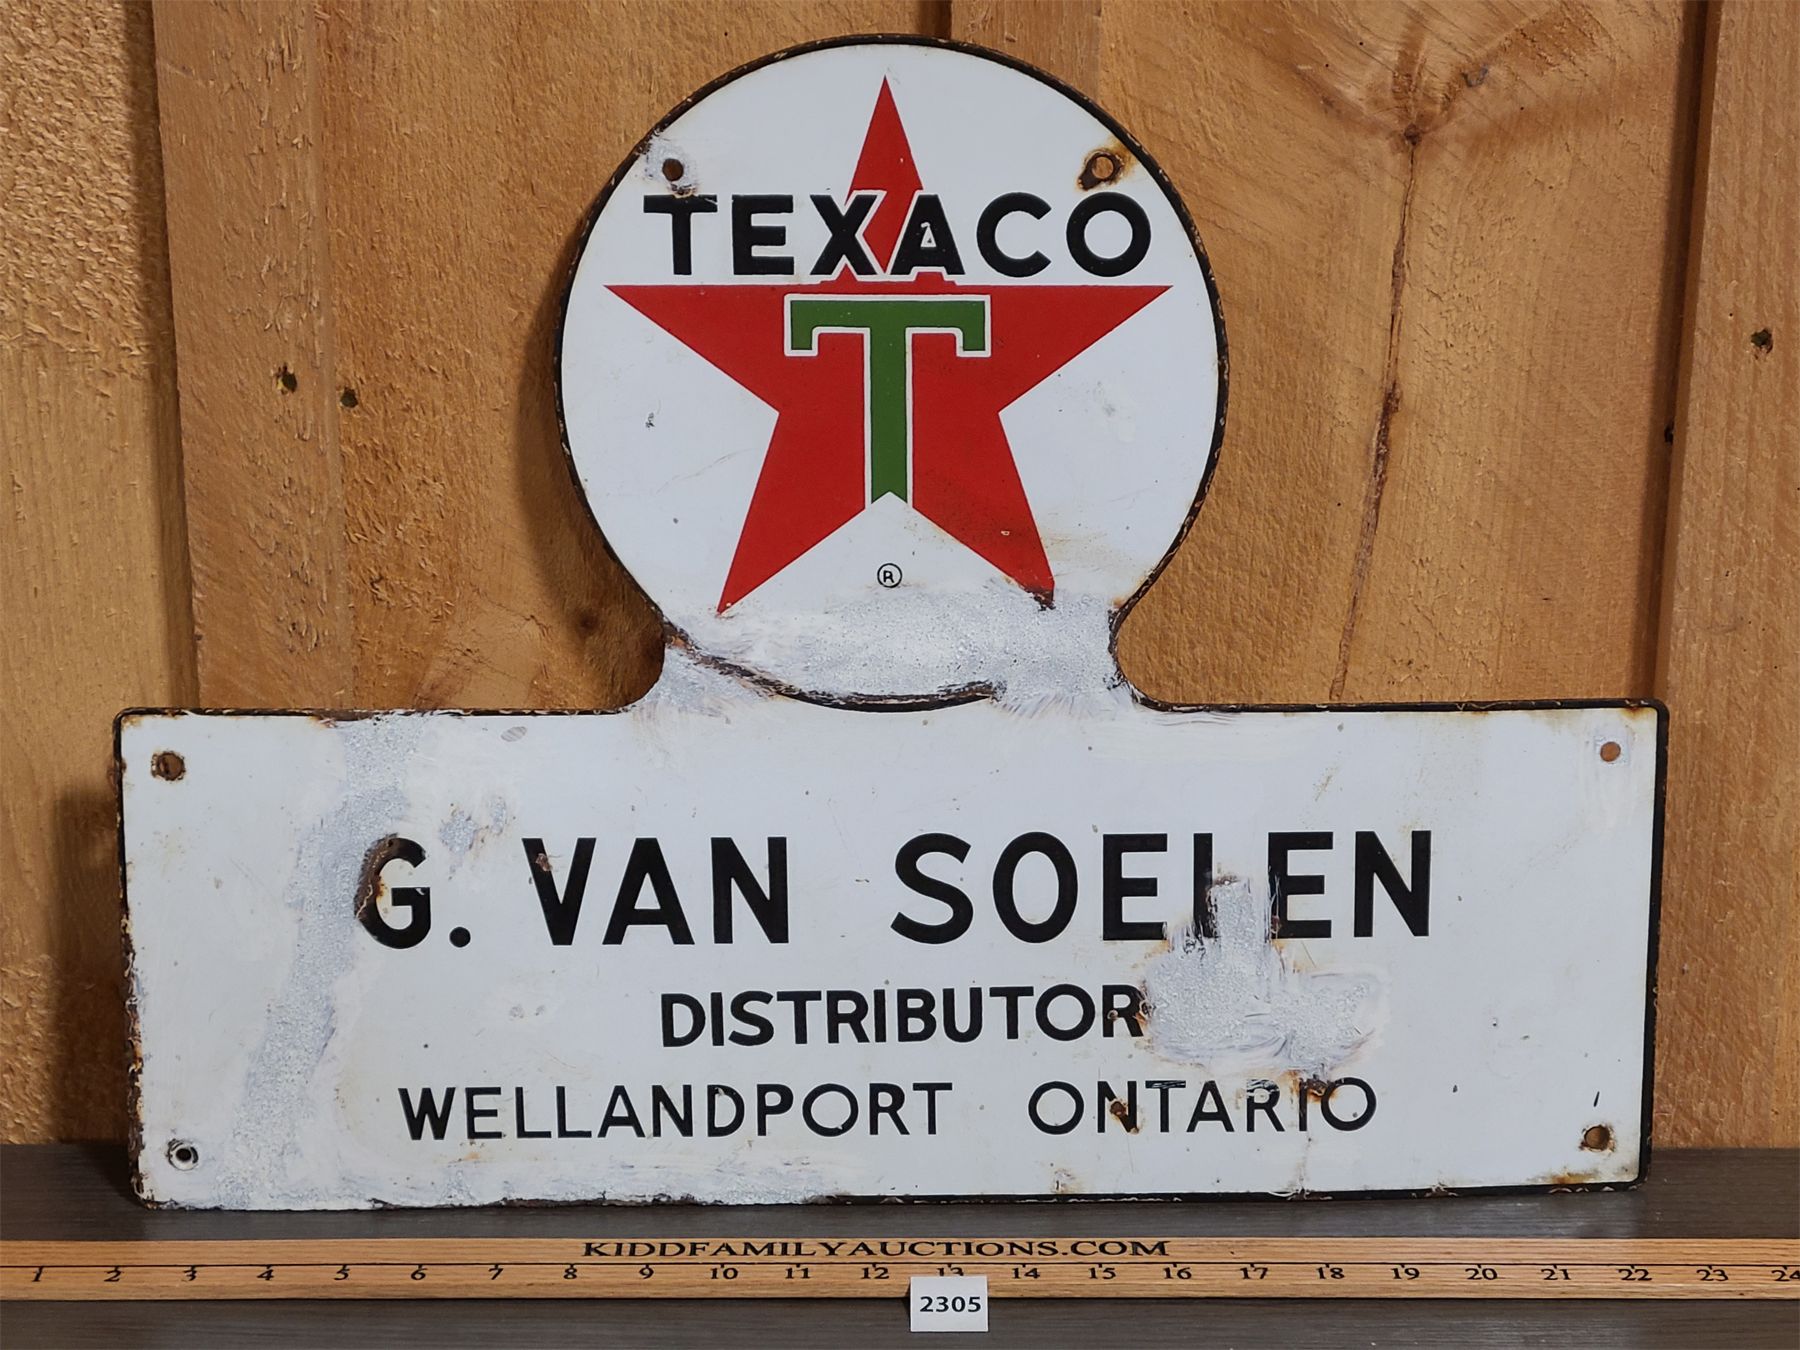 TEXACO
T
®
G. VAN SOELEN
DISTRIBUTOR
WELLANDPORT ONTARIO
KIDDFAMILYAUCTIONS.COM
1 2 3 4 5 6 7 8 9 10 11 12 13 14 15 16 17 18 19 20 21 22 23 24
2305